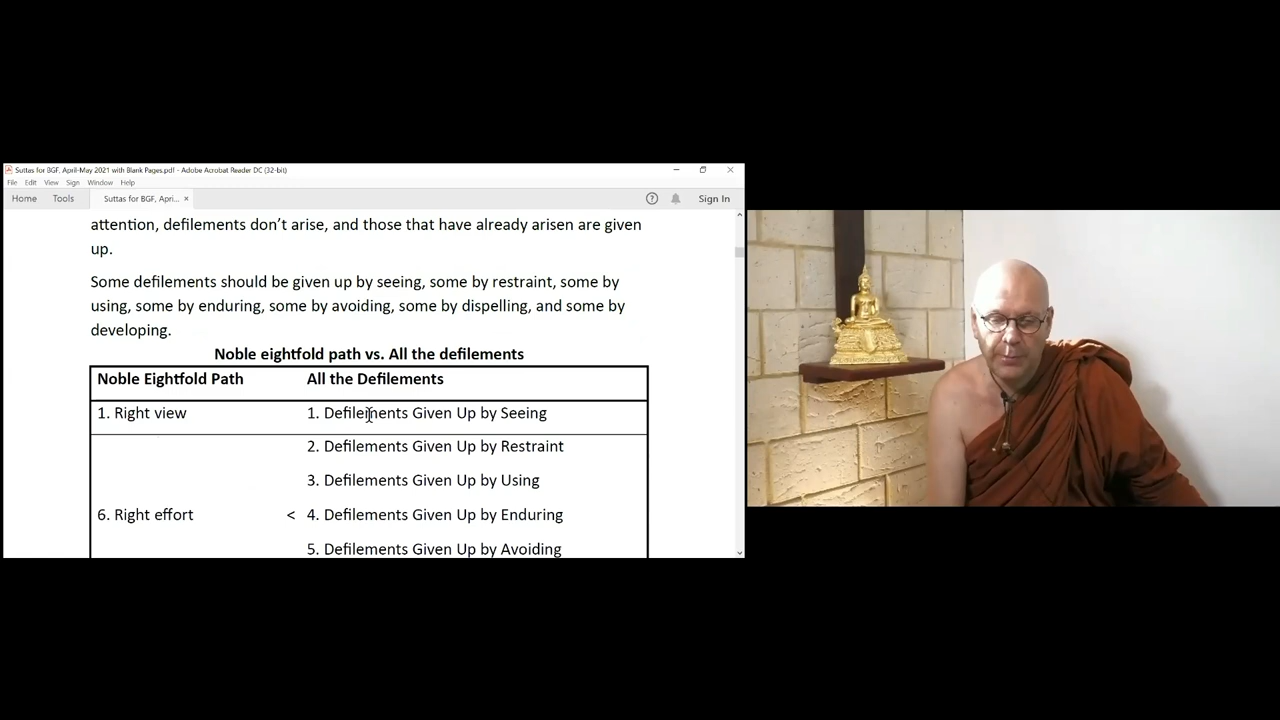 Suttas for BGF, April-May 2021 with Blank Pages.pdf - Adobe Acrobat Reader DC (32-bit)
File Edit View Sign Window Help
Home Tools Suttas for BGF, Apri... × Sign In
attention, defilements don’t arise, and those that have already arisen are given
up.
Some defilements should be given up by seeing, some by restraint, some by
using, some by enduring, some by avoiding, some by dispelling, and some by
developing.
Noble eightfold path vs. All the defilements
Noble Eightfold Path All the Defilements
1. Right view 1. Defilements Given Up by Seeing
2. Defilements Given Up by Restraint
3. Defilements Given Up by Using
6. Right effort < 4. Defilements Given Up by Enduring
5. Defilements Given Up by Avoiding